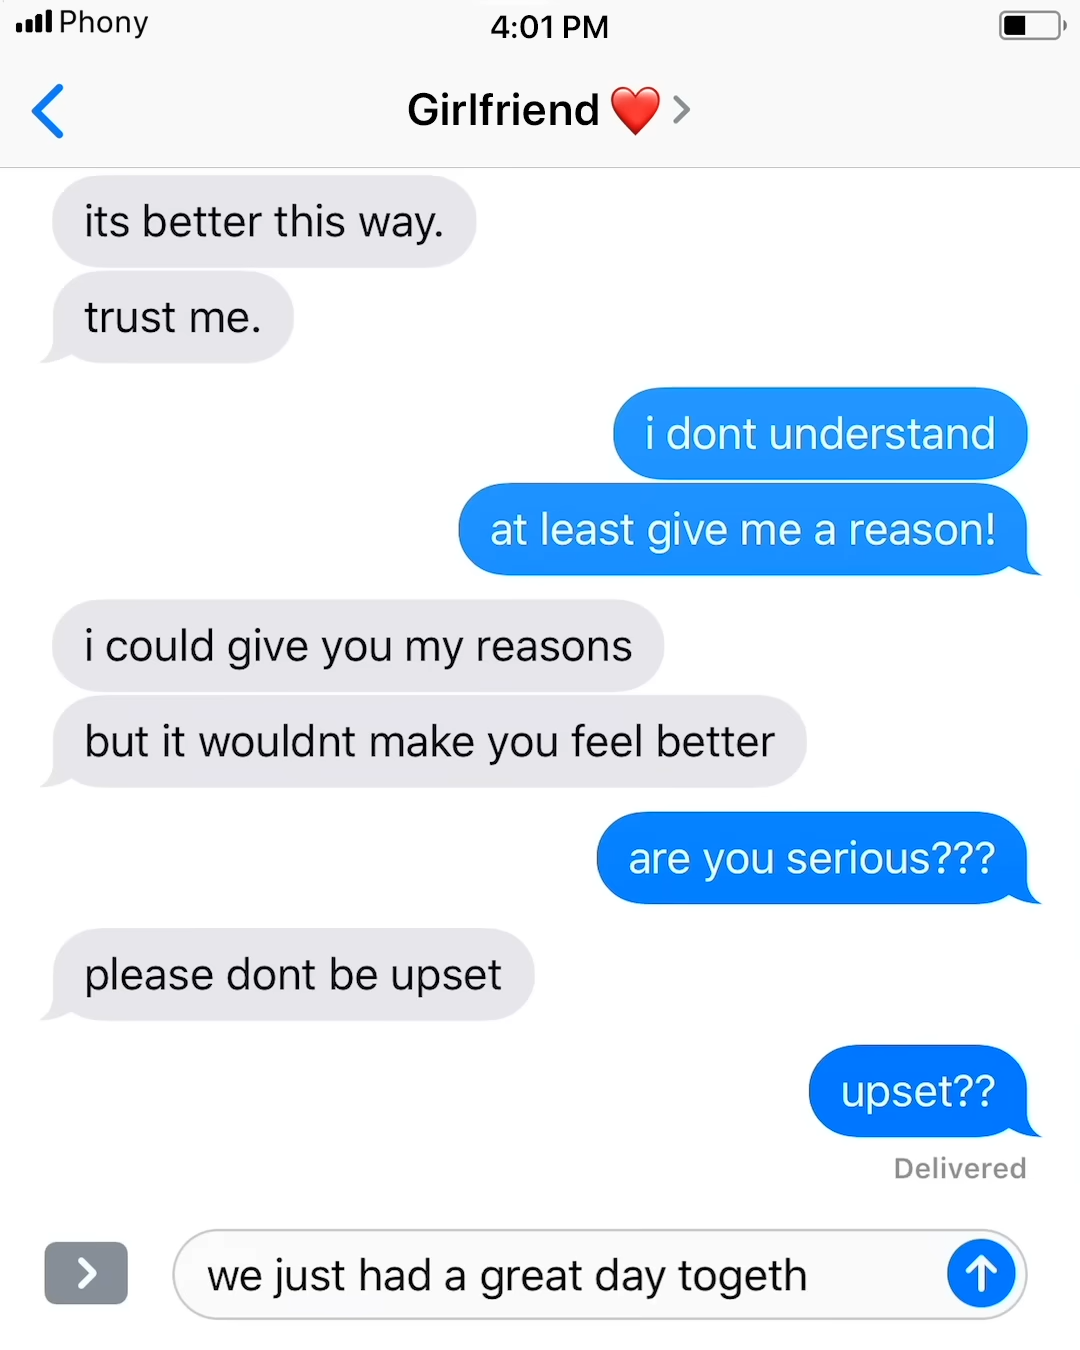 Phony
4:01 PM
Girlfriend ❤️
its better this way.
trust me.
i dont understand
at least give me a reason!
i could give you my reasons
but it wouldnt make you feel better
are you serious???
please dont be upset
upset??
Delivered
we just had a great day togeth